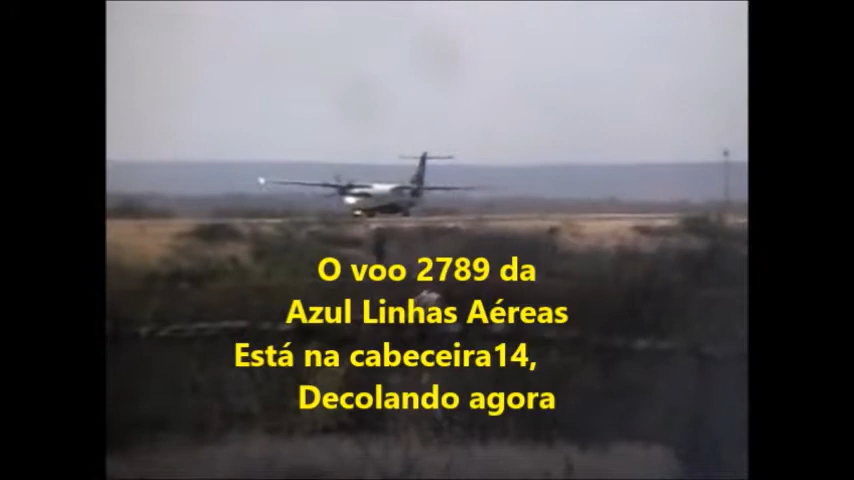 O voo 2789 da
Azul Linhas Aéreas
Está na cabeceira14,
Decolando agora